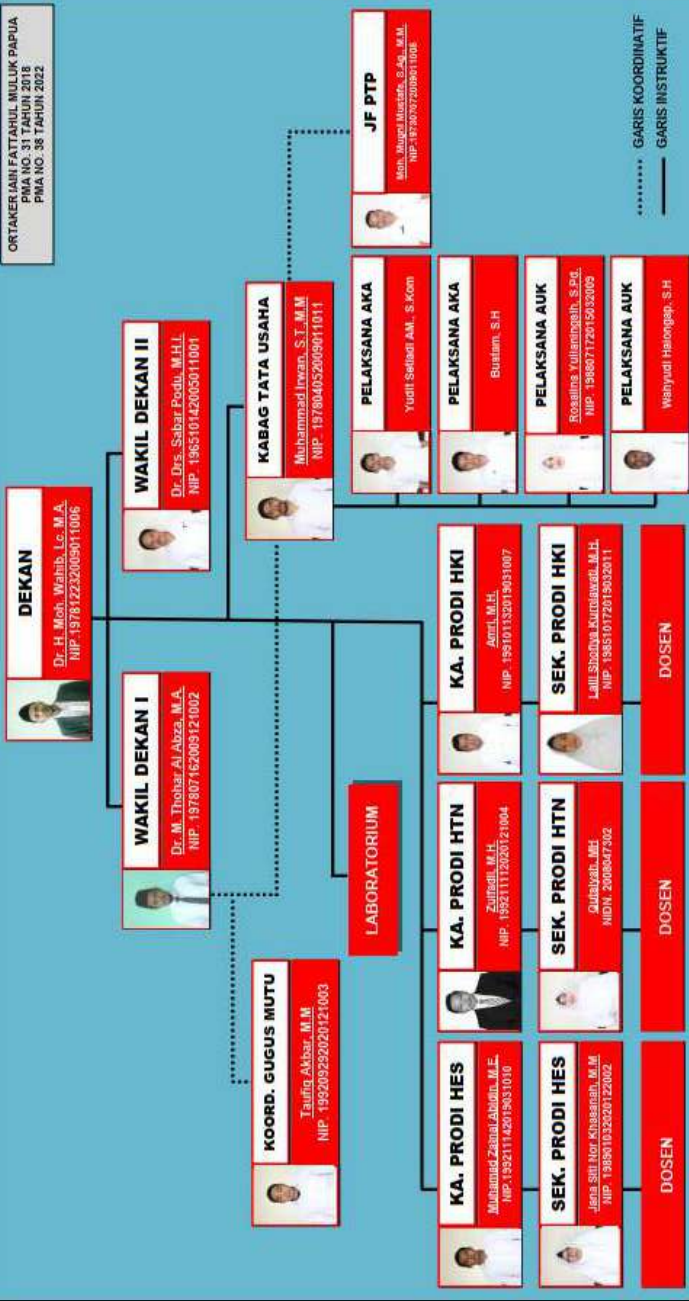 ORTAKER IAIN FATTAHUL MULUK PAPUA
PMA NO. 31 TAHUN 2018
PMA NO. 38 TAHUN 2022
DEKAN
Dr. H. Moh. Wahib, Lc. M.A.
NIP.197812232009011006
WAKIL DEKAN I
Dr. M. Thohar Al Abza, M.A.
NIP. 197807162009121002
WAKIL DEKAN II
Dr. Drs. Sabar Podu, M.H.I.
NIP. 196510142005011001
KOORD. GUGUS MUTU
Taufiq Akbar, M.M
NIP. 199209292020121003
KABAG TATA USAHA
Muhammad Irwan, S.T.,M.M
NIP. 197804052009011011
JF PTP
Moh. Mugni Mustafa, S.Ag., M.M.
LABORATORIUM
PELAKSANA AKA
Yudit Setiadi AM., S.Kom
PELAKSANA AKA
Bustam, S.H
PELAKSANA AUK
Rosalina Yulianingsih, S.Pd.
NIP. 198807172015032009
PELAKSANA AUK
Wahyudi Halongap, S.H
KA. PRODI HES
Muhamad Zainal Abidin, M.E.
NIP.199211142019031010
KA. PRODI HTN
Zulfadli, M.H.
NIP. 199211112020121004
KA. PRODI HKI
Amri, M.H.
NIP. 199101132019031007
SEK. PRODI HES
Jana Siti Nor Khasanah, M.M
NIP. 198901032020122002
SEK. PRODI HTN
MH
NIDN. 2008047302
SEK. PRODI HKI
Laili Shofiya Kurniawati, M.H.
NIP. 198510172019032011
DOSEN
DOSEN
DOSEN
GARIS KOORDINATIF
GARIS INSTRUKTIF